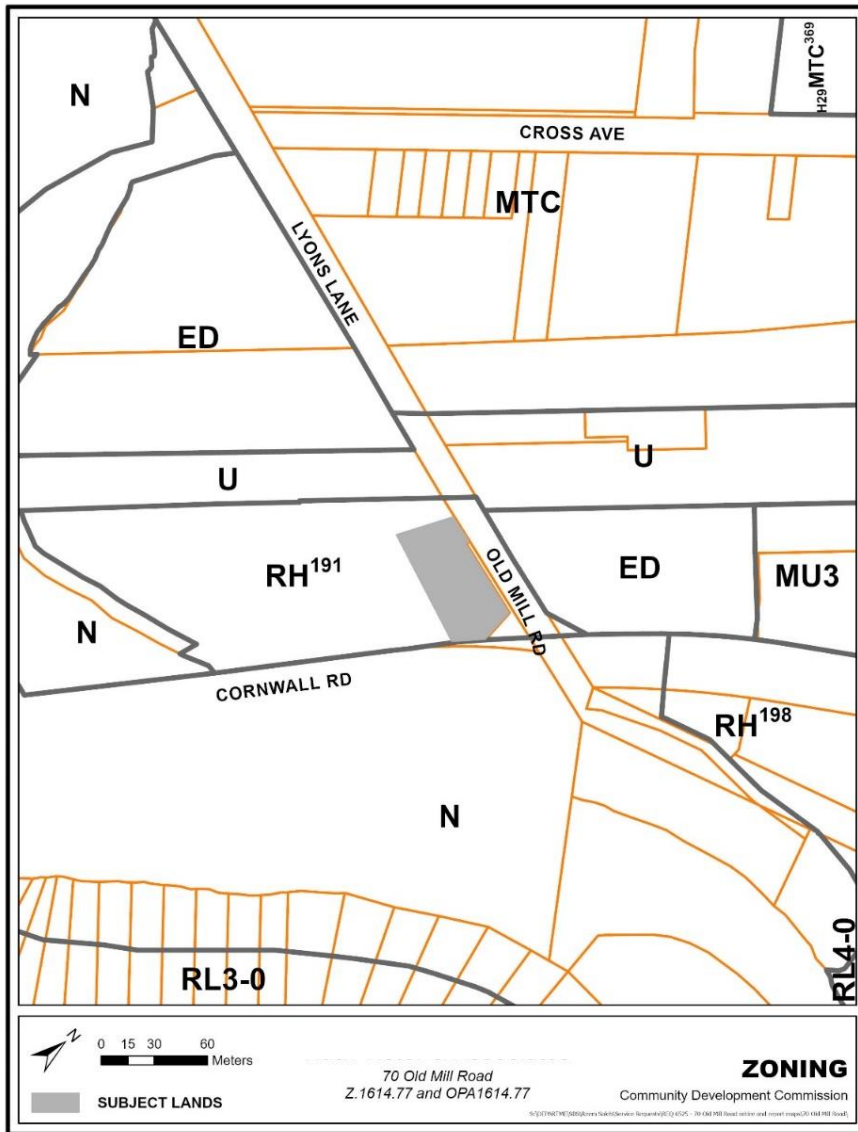 H29MTC369
N
CROSS AVE
MTC
LYONS LANE
ED
U
U
RH191
OLD MILL RD
ED
MU3
N
CORNWALL RD
RH198
N
RL4-0
RL3-0
N
0 15 30 60
Meters
70 Old Mill Road
Z.1614.77 and OPA1614.77
ZONING
Community Development Commission
SUBJECT LANDS